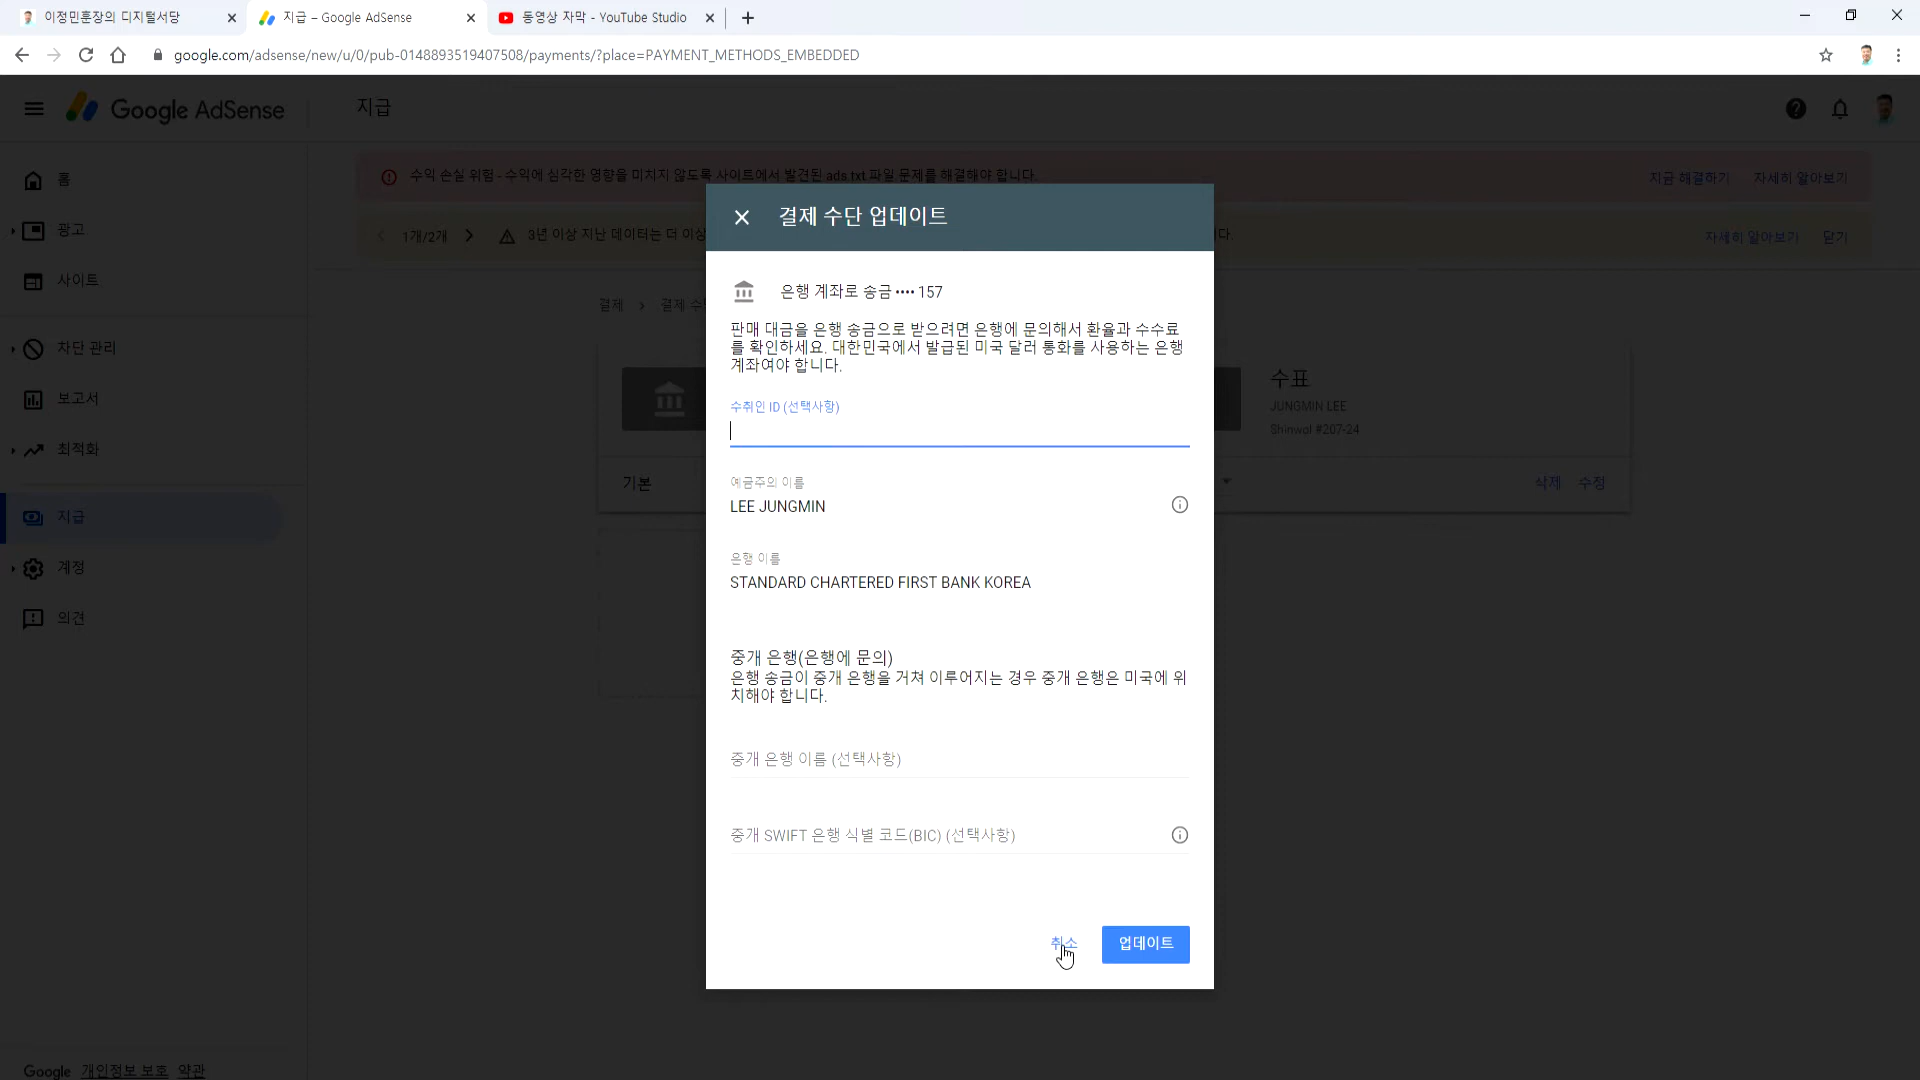 이정민훈장의 디지털서당
지급 – Google AdSense
동영상 자막 - YouTube Studio
google.com/adsense/new/u/0/pub-0148893519407508/payments/?place=PAYMENT_METHODS_EMBEDDED
Google AdSense
지급
홈
광고
사이트
차단 관리
보고서
최적화
지급
계정
의견
Google 개인정보 보호 약관
수익 손실 위험 - 수익에 심각한 영향을 미치지 않도록 사이트에서 발견된 ads.txt 파일 문제를 해결해야 합니다.
지금 해결하기 자세히 알아보기
1개/2개 3년 이상 지난 데이터는 더 이상
다.
자세히 알아보기 닫기
결제 › 결제 수
기본
수표
JUNGMIN LEE
Shinwol #207-24
삭제 수정
결제 수단 업데이트
은행 계좌로 송금 •••• 157
판매 대금을 은행 송금으로 받으려면 은행에 문의해서 환율과 수수료
를 확인하세요. 대한민국에서 발급된 미국 달러 통화를 사용하는 은행
계좌여야 합니다.
수취인 ID (선택사항)
예금주의 이름
LEE JUNGMIN
은행 이름
STANDARD CHARTERED FIRST BANK KOREA
중개 은행(은행에 문의)
은행 송금이 중개 은행을 거쳐 이루어지는 경우 중개 은행은 미국에 위
치해야 합니다.
중개 은행 이름 (선택사항)
중개 SWIFT 은행 식별 코드(BIC) (선택사항)
취소
업데이트